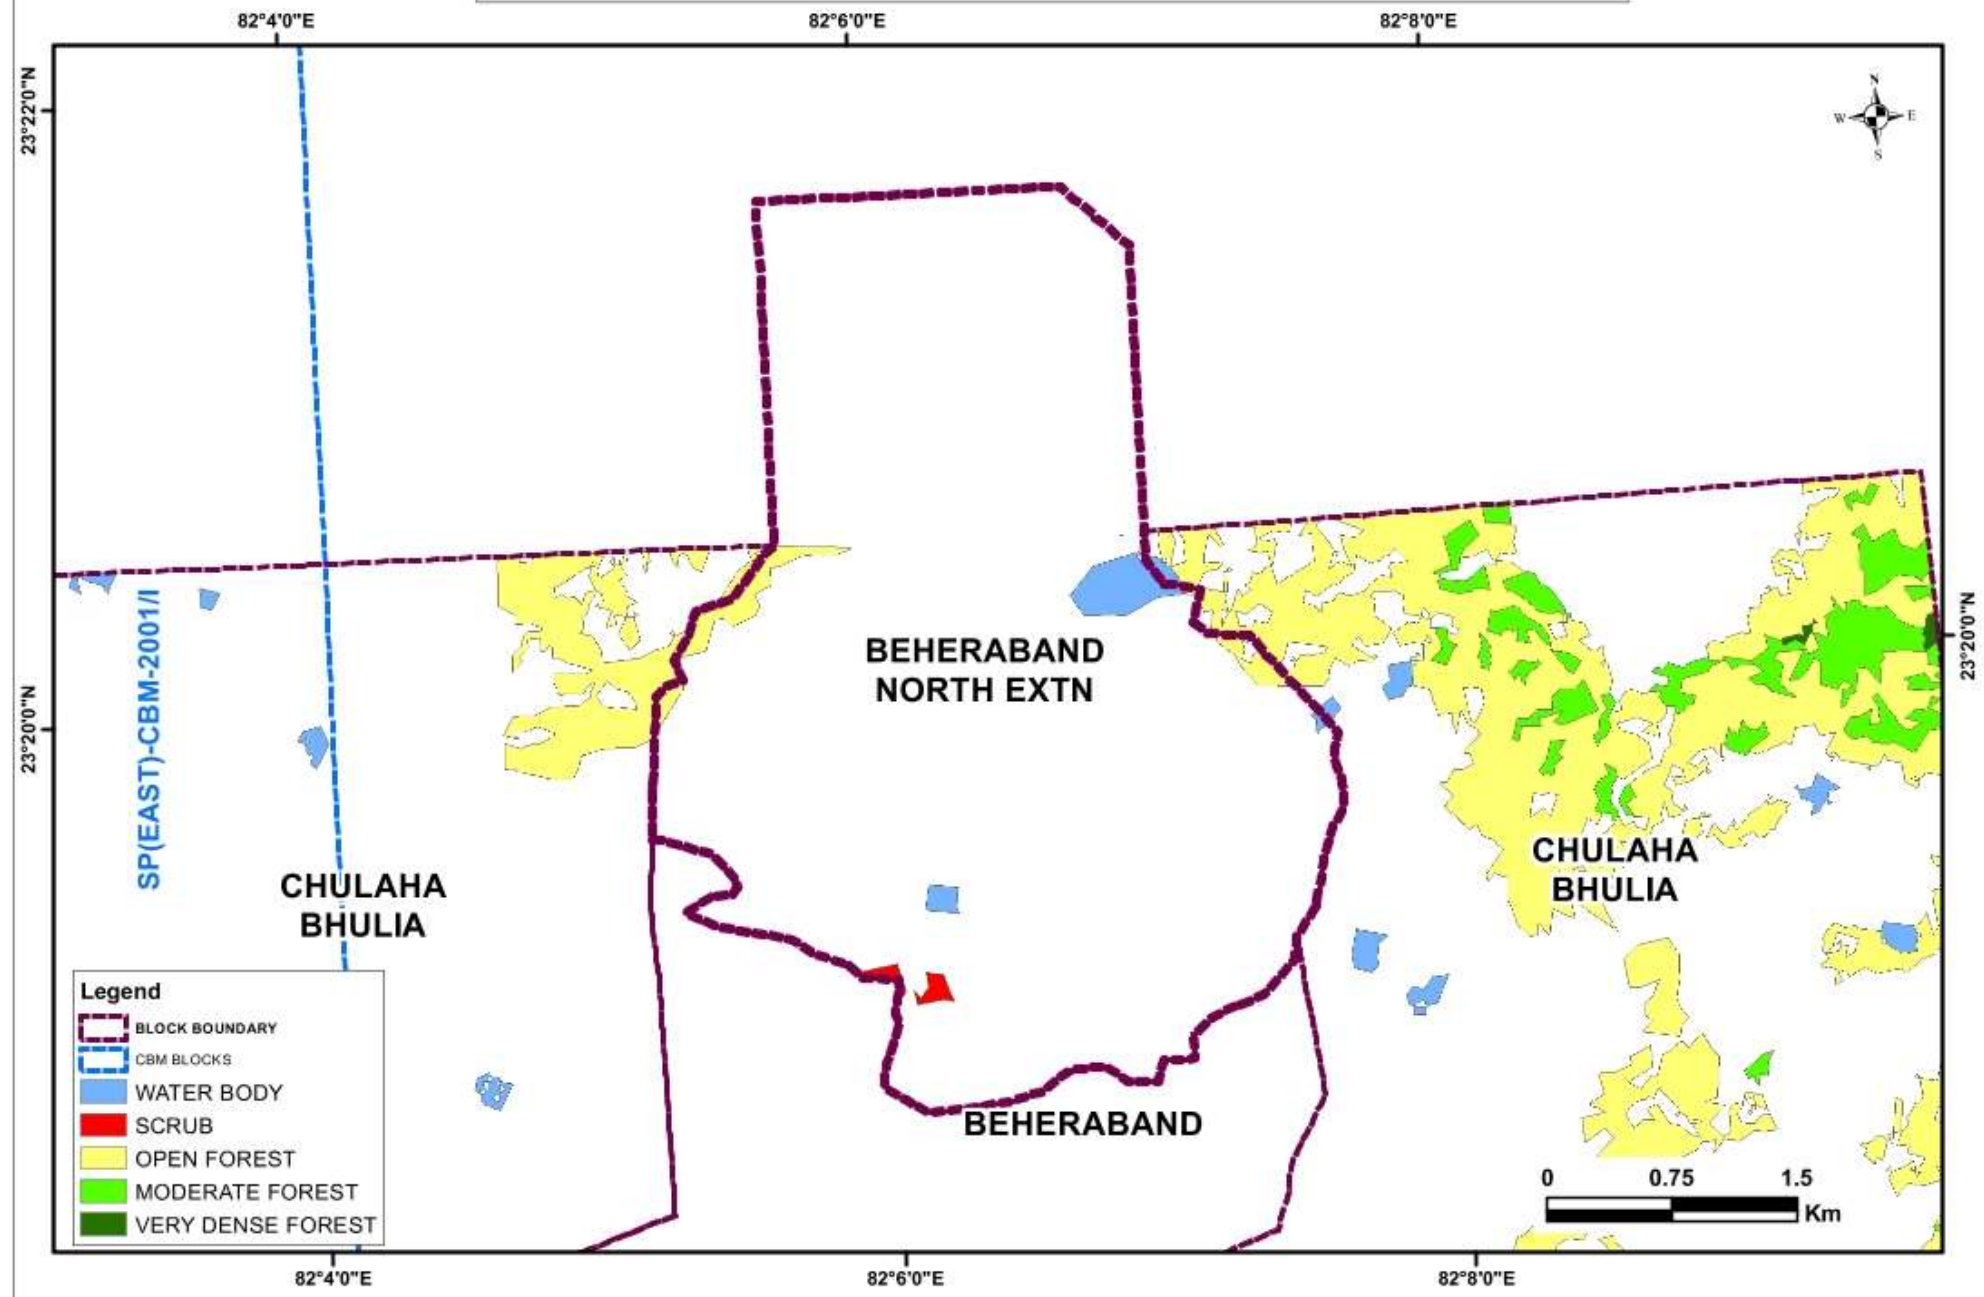 82°4'0"E
82°6'0"E
82°8'0"E
23°22'0"N
N
W
E
S
SP(EAST)-CBM-2001/I
BEHERABAND
NORTH EXTN
23°20'0"N
23°20'0"N
CHULAHA
BHULIA
CHULAHA
BHULIA
Legend
BLOCK BOUNDARY
CBM BLOCKS
WATER BODY
SCRUB
OPEN FOREST
MODERATE FOREST
VERY DENSE FOREST
BEHERABAND
0 0.75 1.5
Km
82°4'0"E
82°6'0"E
82°8'0"E